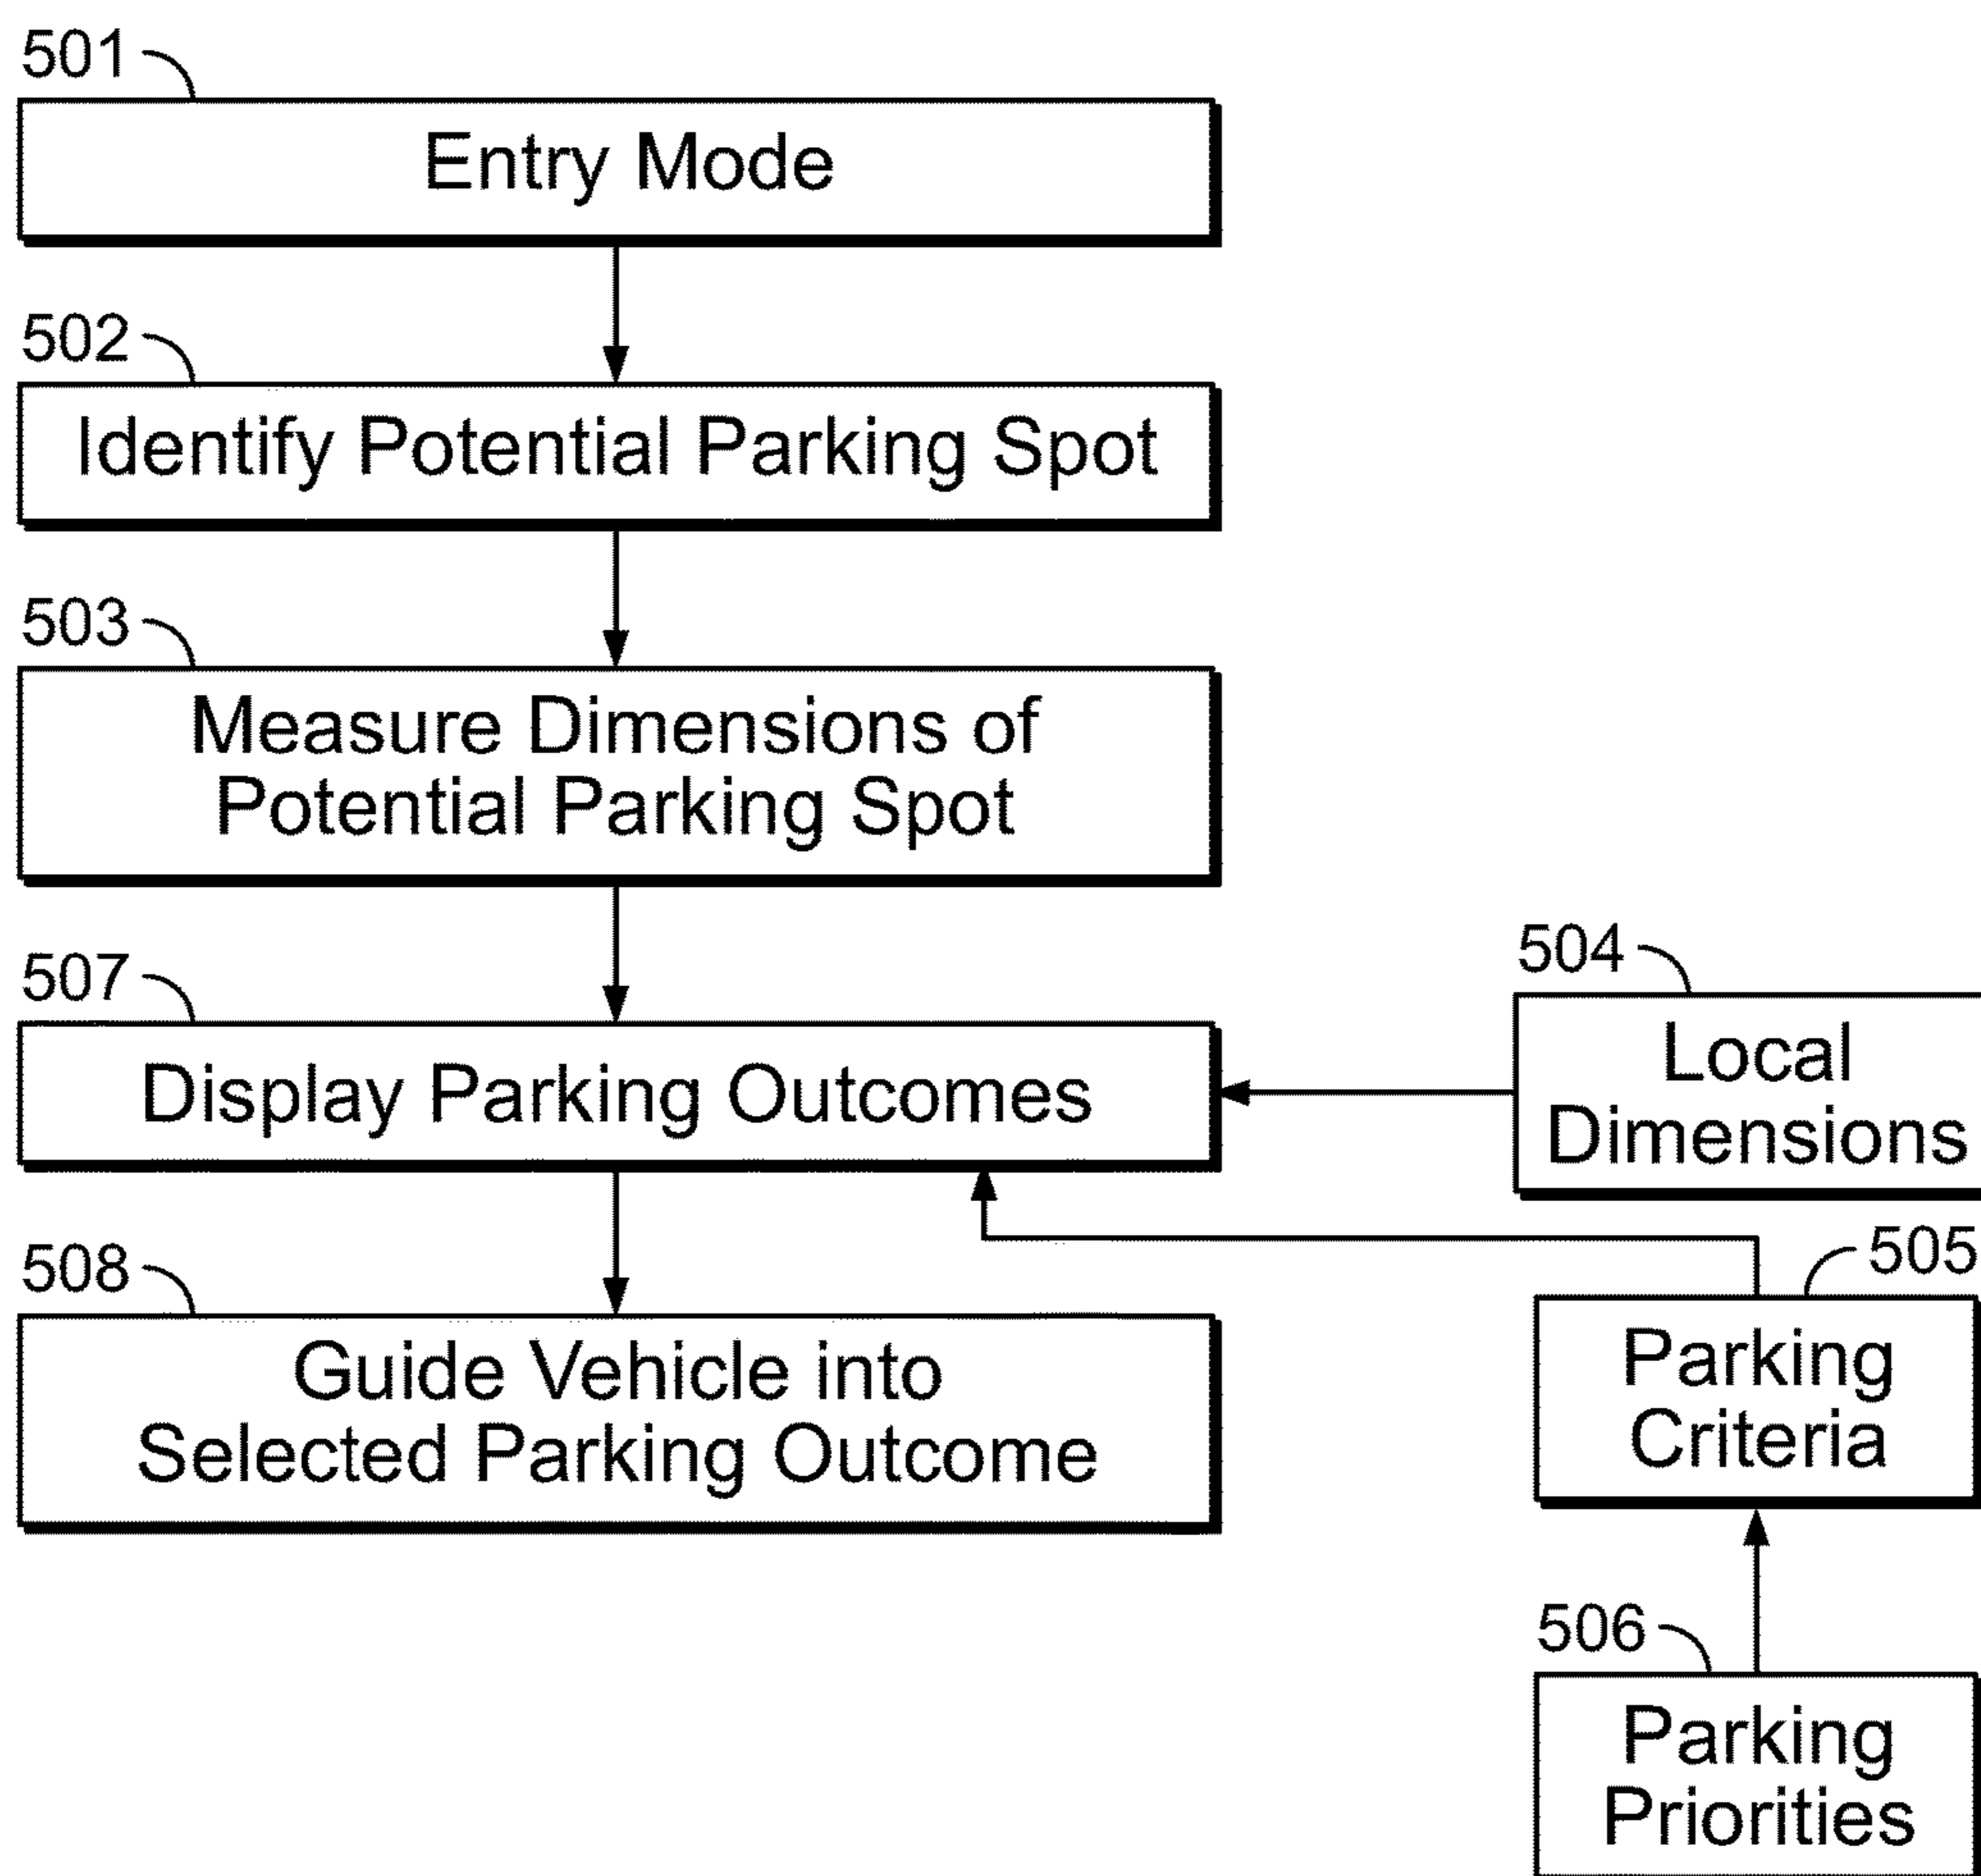 501
Entry Mode
502
Identify Potential Parking Spot
503
Measure Dimensions of
Potential Parking Spot
507
Display Parking Outcomes
504
Local
Dimensions
508
Guide Vehicle into
Selected Parking Outcome
505
Parking
Criteria
506
Parking
Priorities